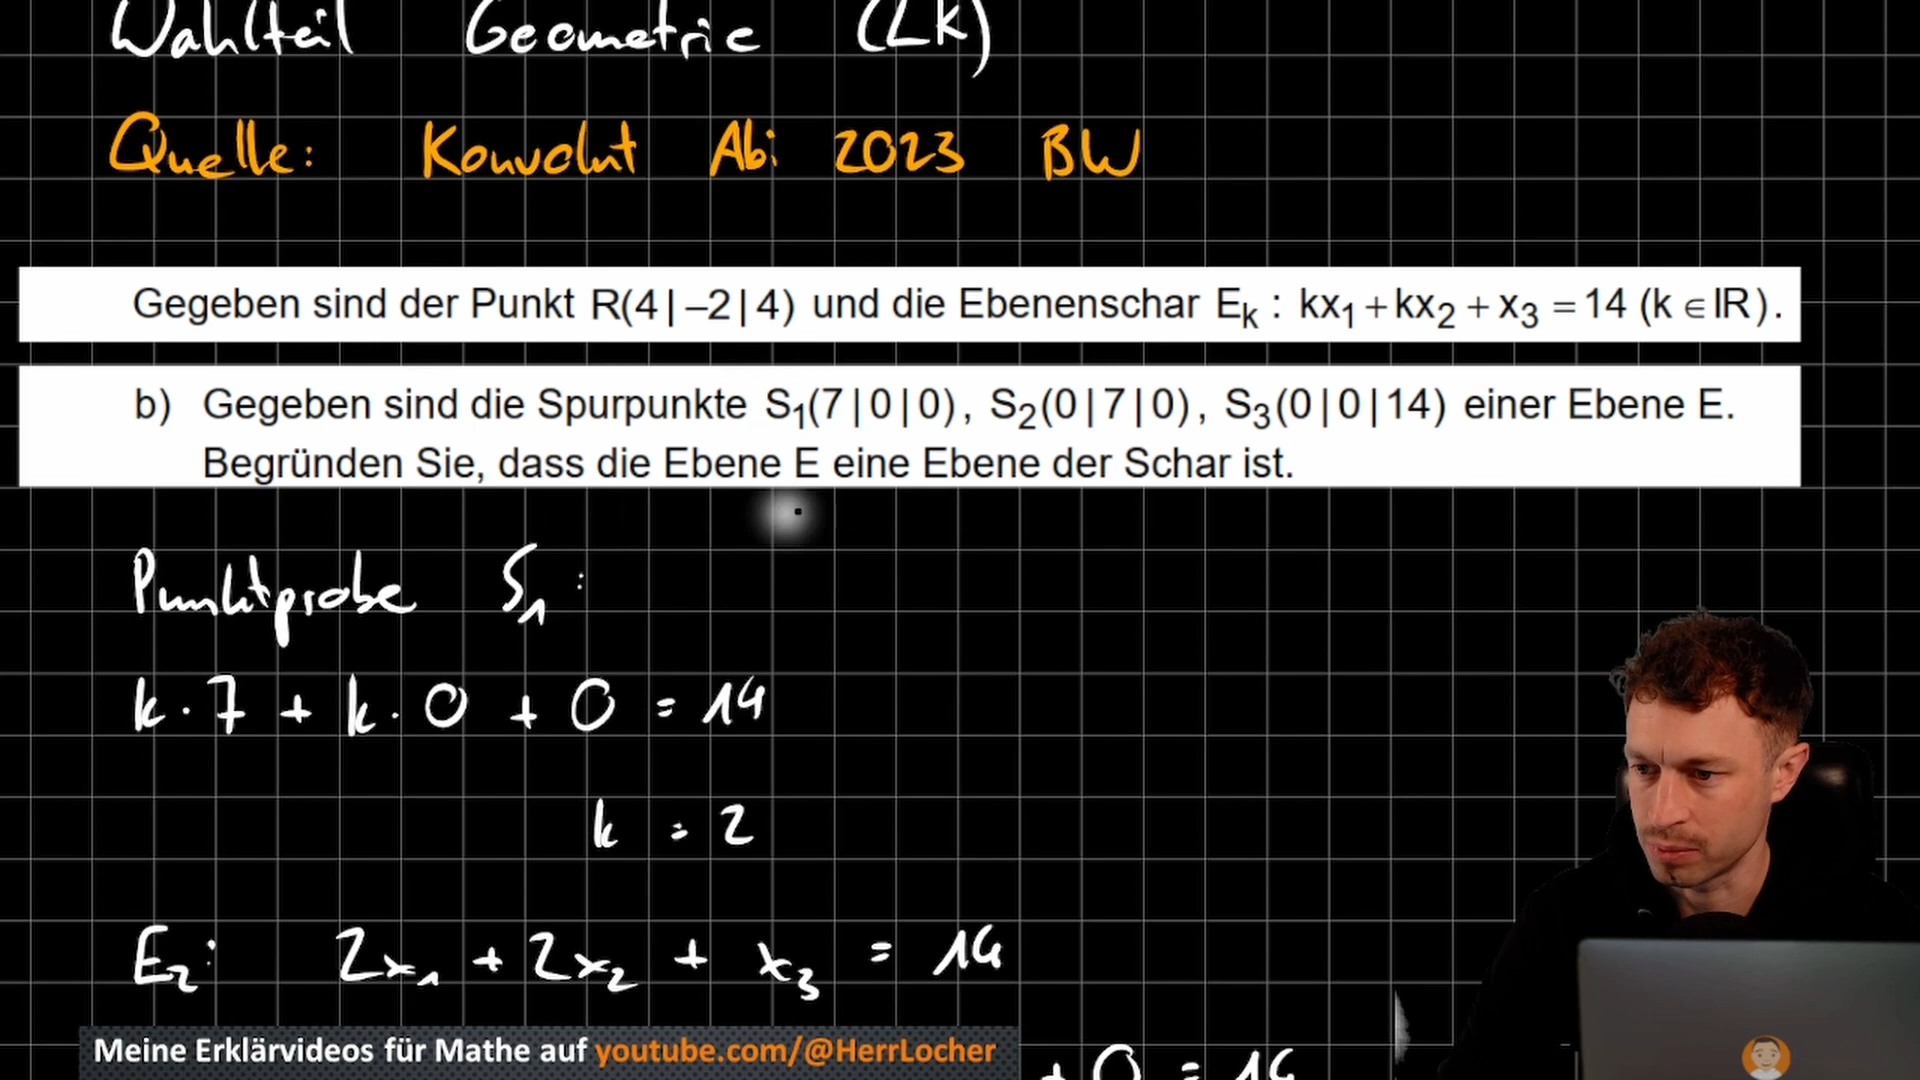 Wahlteil Geometrie (LK)
Quelle: Konvolut Abi 2023 BW
Gegeben sind der Punkt R(4 | –2 | 4) und die Ebenenschar Eₖ : kx₁ + kx₂ + x₃ = 14 (k ∈ IR).
b) Gegeben sind die Spurpunkte S₁(7 | 0 | 0), S₂(0 | 7 | 0), S₃(0 | 0 | 14) einer Ebene E.
Begründen Sie, dass die Ebene E eine Ebene der Schar ist.
Punktprobe S₁:
k · 7 + k · 0 + 0 = 14
k = 2
E₂: 2x₁ + 2x₂ + x₃ = 14
Meine Erklärvideos für Mathe auf youtube.com/@HerrLocher
+ 0 = 14